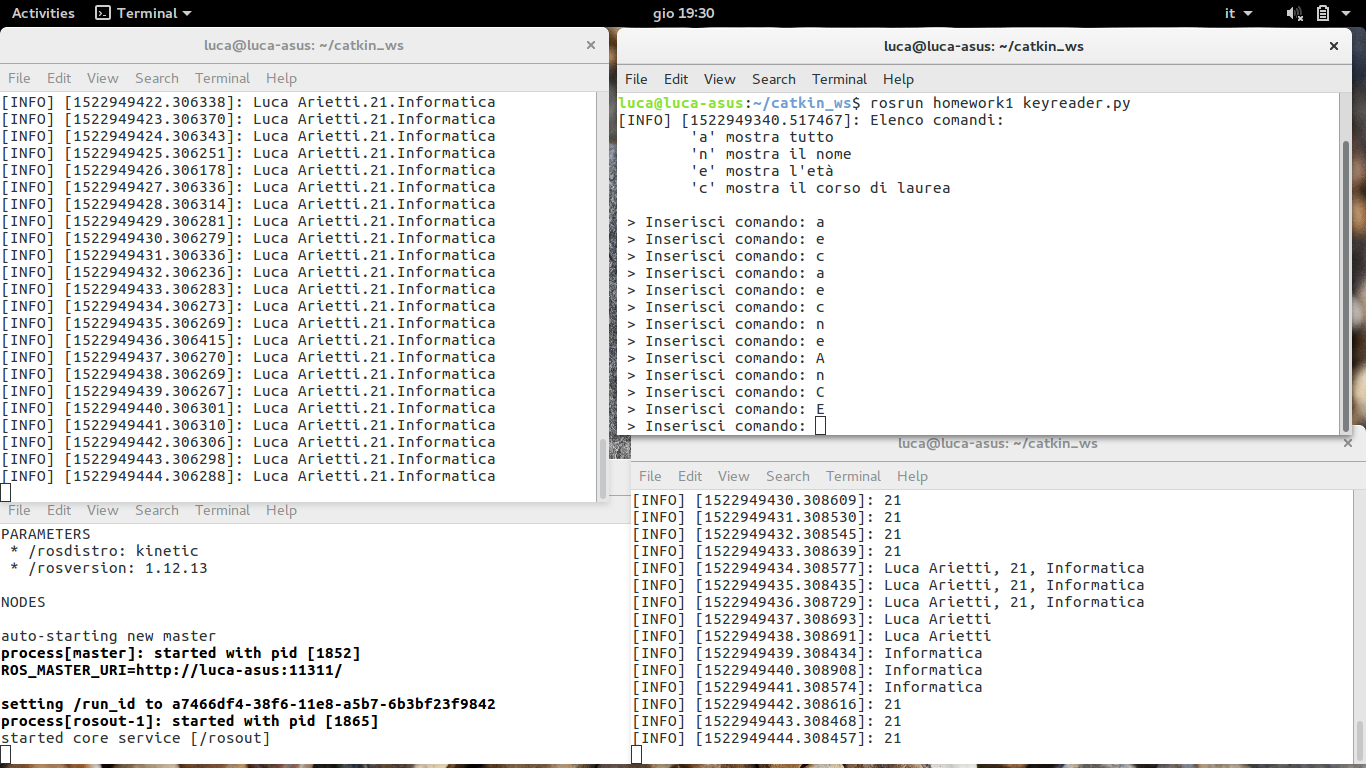 Activities Terminal gio 19:30 it
luca@luca-asus: ~/catkin_ws
File Edit View Search Terminal Help
[INFO] [1522949422.306338]: Luca Arietti.21.Informatica
[INFO] [1522949423.306370]: Luca Arietti.21.Informatica
[INFO] [1522949424.306343]: Luca Arietti.21.Informatica
[INFO] [1522949425.306251]: Luca Arietti.21.Informatica
[INFO] [1522949426.306178]: Luca Arietti.21.Informatica
[INFO] [1522949427.306336]: Luca Arietti.21.Informatica
[INFO] [1522949428.306314]: Luca Arietti.21.Informatica
[INFO] [1522949429.306281]: Luca Arietti.21.Informatica
[INFO] [1522949430.306279]: Luca Arietti.21.Informatica
[INFO] [1522949431.306336]: Luca Arietti.21.Informatica
[INFO] [1522949432.306236]: Luca Arietti.21.Informatica
[INFO] [1522949433.306283]: Luca Arietti.21.Informatica
[INFO] [1522949434.306273]: Luca Arietti.21.Informatica
[INFO] [1522949435.306269]: Luca Arietti.21.Informatica
[INFO] [1522949436.306415]: Luca Arietti.21.Informatica
[INFO] [1522949437.306270]: Luca Arietti.21.Informatica
[INFO] [1522949438.306269]: Luca Arietti.21.Informatica
[INFO] [1522949439.306267]: Luca Arietti.21.Informatica
[INFO] [1522949440.306301]: Luca Arietti.21.Informatica
[INFO] [1522949441.306310]: Luca Arietti.21.Informatica
[INFO] [1522949442.306306]: Luca Arietti.21.Informatica
[INFO] [1522949443.306298]: Luca Arietti.21.Informatica
[INFO] [1522949444.306288]: Luca Arietti.21.Informatica
luca@luca-asus: ~/catkin_ws
File Edit View Search Terminal Help
luca@luca-asus:~/catkin_ws$ rosrun homework1 keyreader.py
[INFO] [1522949340.517467]: Elenco comandi:
'a' mostra tutto
'n' mostra il nome
'e' mostra l'età
'c' mostra il corso di laurea
> Inserisci comando: a
> Inserisci comando: e
> Inserisci comando: c
> Inserisci comando: a
> Inserisci comando: e
> Inserisci comando: c
> Inserisci comando: n
> Inserisci comando: e
> Inserisci comando: A
> Inserisci comando: n
> Inserisci comando: C
> Inserisci comando: E
> Inserisci comando:
File Edit View Search Terminal Help
PARAMETERS
* /rosdistro: kinetic
* /rosversion: 1.12.13
NODES
auto-starting new master
process[master]: started with pid [1852]
ROS_MASTER_URI=http://luca-asus:11311/
setting /run_id to a7466df4-38f6-11e8-a5b7-6b3bf23f9842
process[rosout-1]: started with pid [1865]
started core service [/rosout]
luca@luca-asus: ~/catkin_ws
File Edit View Search Terminal Help
[INFO] [1522949430.308609]: 21
[INFO] [1522949431.308530]: 21
[INFO] [1522949432.308545]: 21
[INFO] [1522949433.308639]: 21
[INFO] [1522949434.308577]: Luca Arietti, 21, Informatica
[INFO] [1522949435.308435]: Luca Arietti, 21, Informatica
[INFO] [1522949436.308729]: Luca Arietti, 21, Informatica
[INFO] [1522949437.308693]: Luca Arietti
[INFO] [1522949438.308691]: Luca Arietti
[INFO] [1522949439.308434]: Informatica
[INFO] [1522949440.308908]: Informatica
[INFO] [1522949441.308574]: Informatica
[INFO] [1522949442.308616]: 21
[INFO] [1522949443.308468]: 21
[INFO] [1522949444.308457]: 21